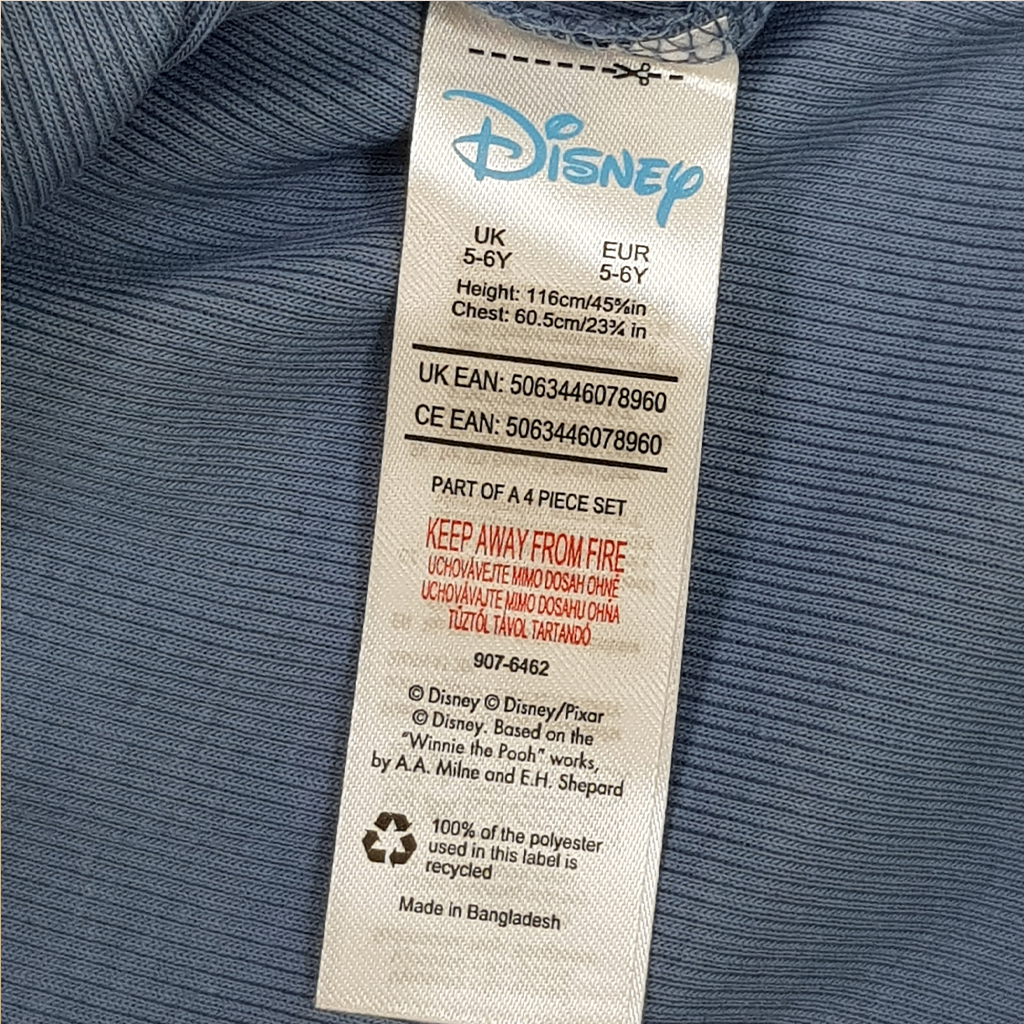 Disney
UK EUR
5-6Y 5-6Y
Height: 116cm/45⅝in
Chest: 60.5cm/23¾ in
UK EAN: 5063446078960
CE EAN: 5063446078960
PART OF A 4 PIECE SET
KEEP AWAY FROM FIRE
UCHOVÁVEJTE MIMO DOSAH OHNĚ
UCHOVÁVAJTE MIMO DOSAHU OHŇA
TŰZTŐL TÁVOL TARTANDÓ
907-6462
© Disney © Disney/Pixar
© Disney. Based on the
"Winnie the Pooh" works,
by A.A. Milne and E.H. Shepard
100% of the polyester
used in this label is
recycled
Made in Bangladesh